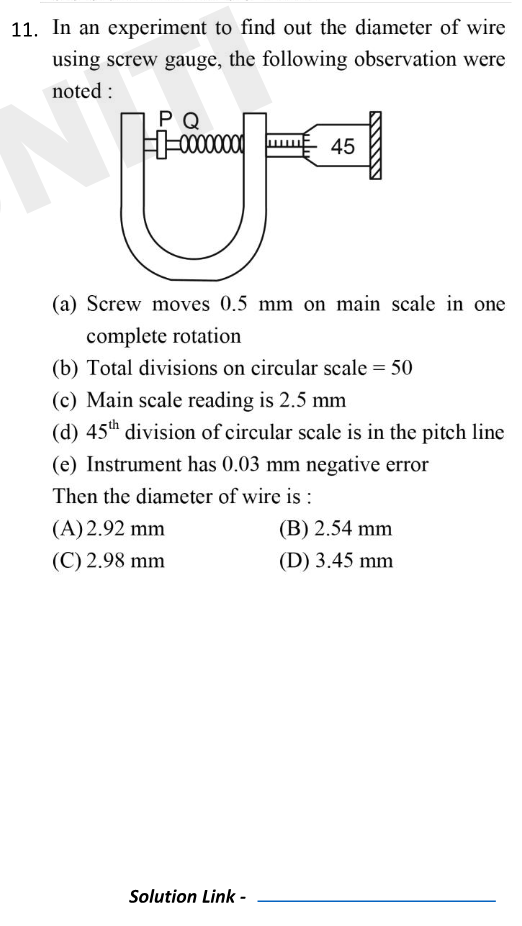 11. In an experiment to find out the diameter of wire
using screw gauge, the following observation were
noted :
P Q
45
(a) Screw moves 0.5 mm on main scale in one
complete rotation
(b) Total divisions on circular scale = 50
(c) Main scale reading is 2.5 mm
(d) 45th division of circular scale is in the pitch line
(e) Instrument has 0.03 mm negative error
Then the diameter of wire is :
(A) 2.92 mm (B) 2.54 mm
(C) 2.98 mm (D) 3.45 mm
Solution Link -